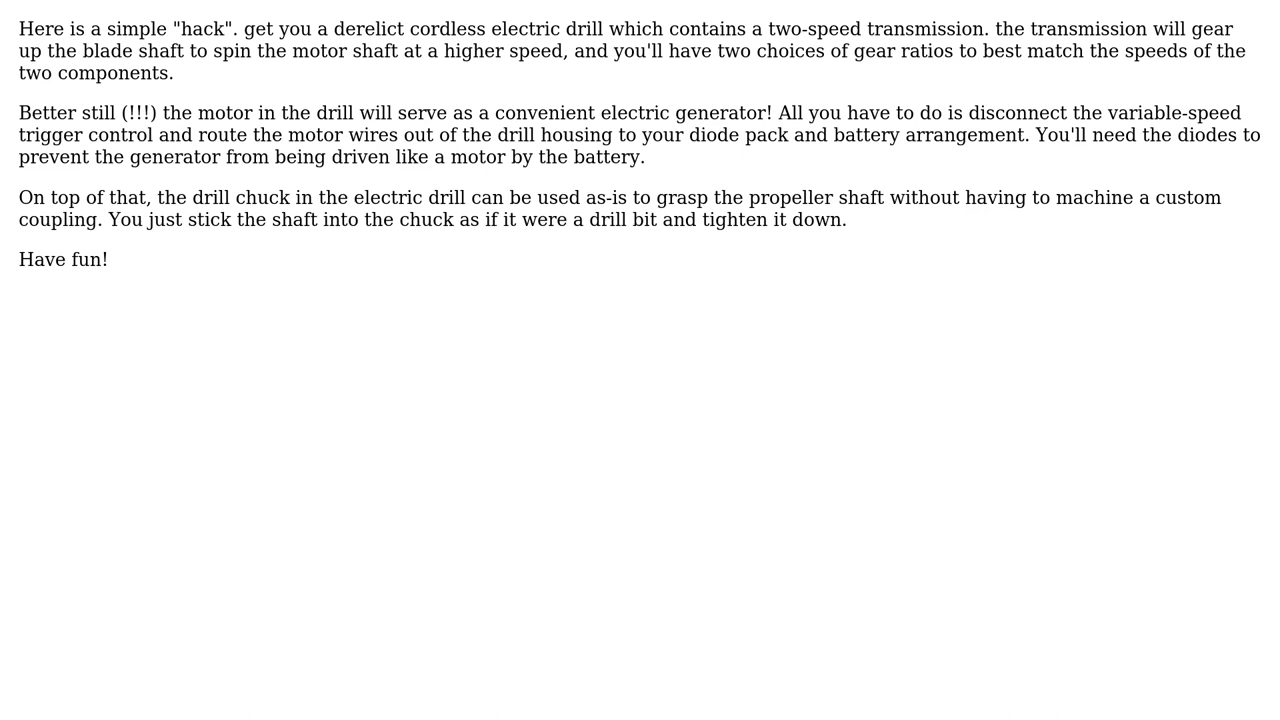 Here is a simple "hack". get you a derelict cordless electric drill which contains a two-speed transmission. the transmission will gear
up the blade shaft to spin the motor shaft at a higher speed, and you'll have two choices of gear ratios to best match the speeds of the
two components.
Better still (!!!) the motor in the drill will serve as a convenient electric generator! All you have to do is disconnect the variable-speed
trigger control and route the motor wires out of the drill housing to your diode pack and battery arrangement. You'll need the diodes to
prevent the generator from being driven like a motor by the battery.
On top of that, the drill chuck in the electric drill can be used as-is to grasp the propeller shaft without having to machine a custom
coupling. You just stick the shaft into the chuck as if it were a drill bit and tighten it down.
Have fun!